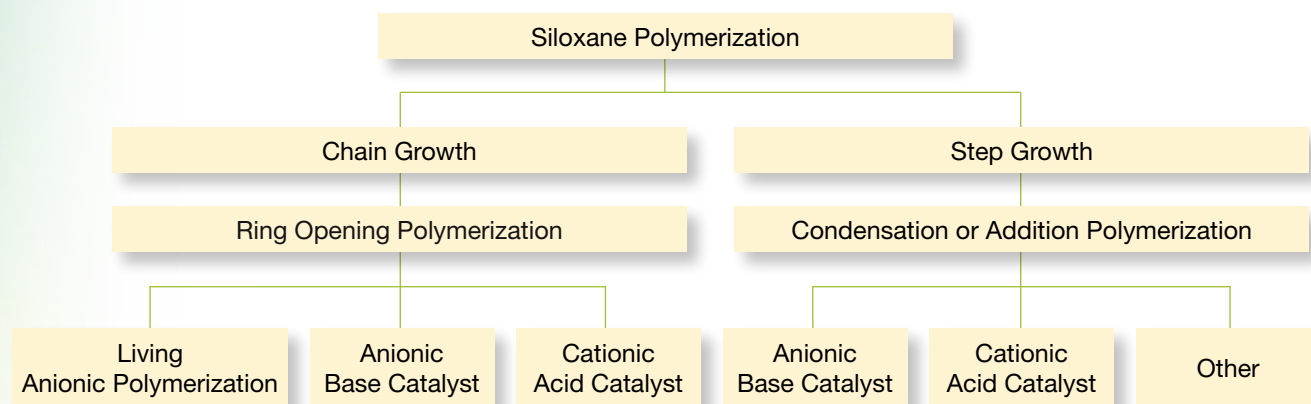 Siloxane Polymerization
Chain Growth
Step Growth
Ring Opening Polymerization
Condensation or Addition Polymerization
Living
Anionic Polymerization
Anionic
Base Catalyst
Cationic
Acid Catalyst
Anionic
Base Catalyst
Cationic
Acid Catalyst
Other